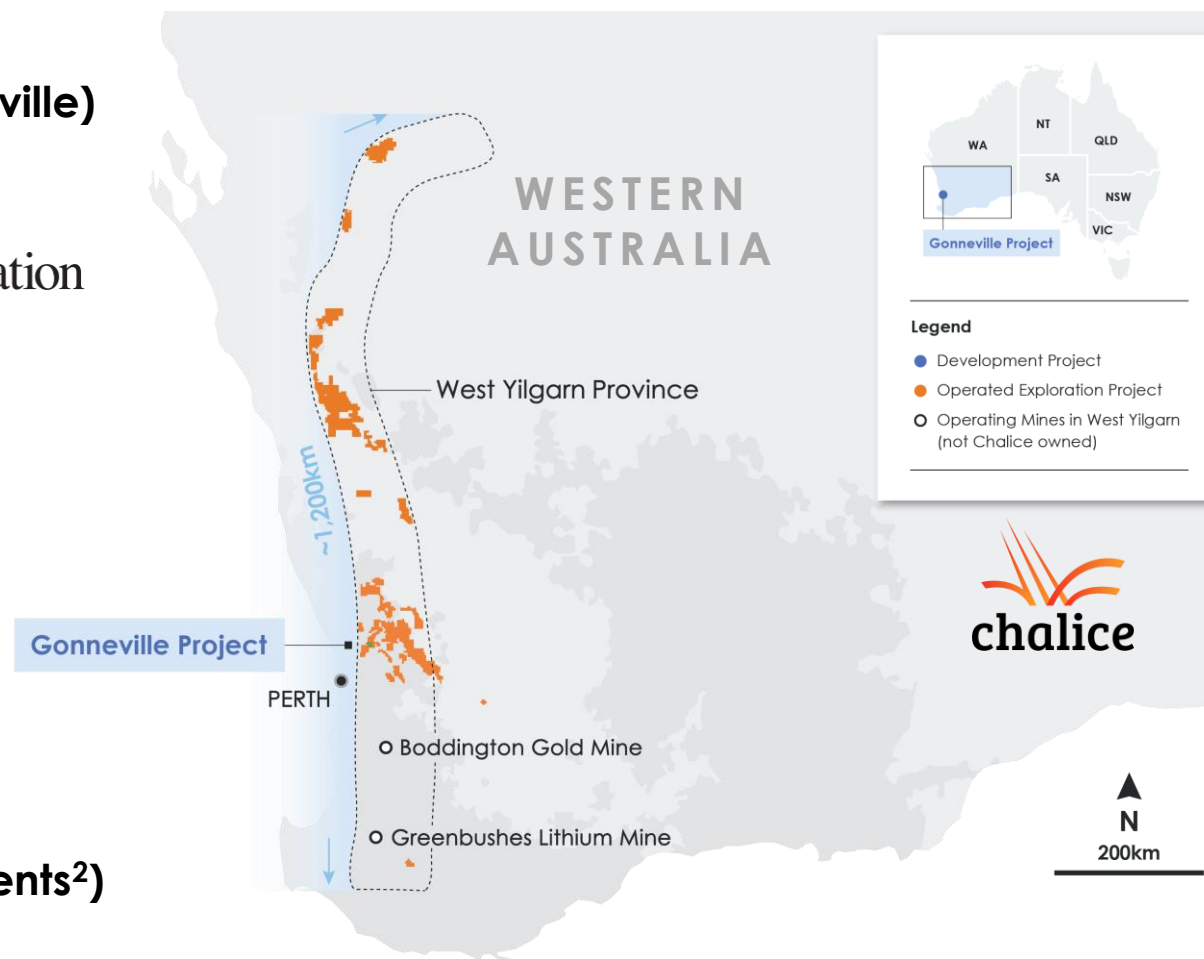 ville)
ation
ents²)
WESTERN
AUSTRALIA
West Yilgarn Province
~1,200km
Gonneville Project
PERTH
Boddington Gold Mine
Greenbushes Lithium Mine
WA
NT
QLD
SA
NSW
VIC
Gonneville Project
Legend
Development Project
Operated Exploration Project
Operating Mines in West Yilgarn
(not Chalice owned)
chalice
N
200km